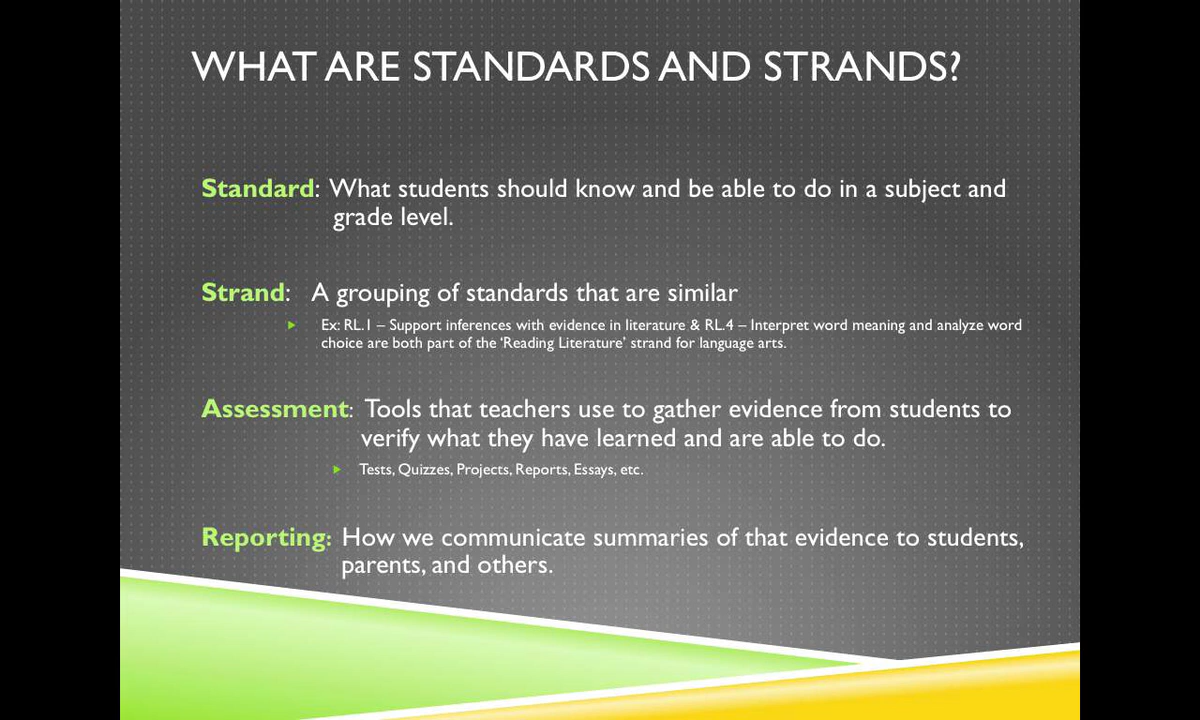 WHAT ARE STANDARDS AND STRANDS?
Standard: What students should know and be able to do in a subject and
grade level.
Strand: A grouping of standards that are similar
Ex: RL.1 – Support inferences with evidence in literature & RL.4 – Interpret word meaning and analyze word
choice are both part of the ‘Reading Literature’ strand for language arts.
Assessment: Tools that teachers use to gather evidence from students to
verify what they have learned and are able to do.
Tests, Quizzes, Projects, Reports, Essays, etc.
Reporting: How we communicate summaries of that evidence to students,
parents, and others.